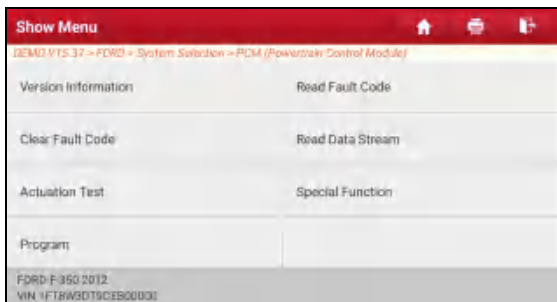 Show Menu
DEMO V15.37 > FORD > System Selection > PCM (Powertrain Control Module)
Version Information
Read Fault Code
Clear Fault Code
Read Data Stream
Actuation Test
Special Function
Program
FORD F-350 2012
VIN